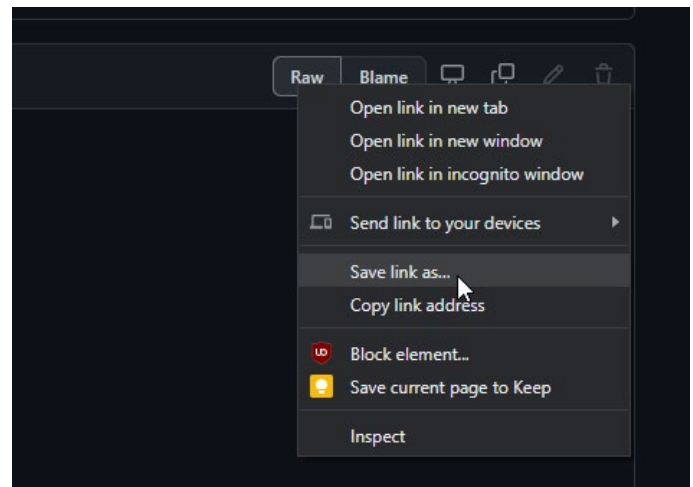 Raw Blame
Open link in new tab
Open link in new window
Open link in incognito window
Send link to your devices
Save link as...
Copy link address
UD Block element...
Save current page to Keep
Inspect